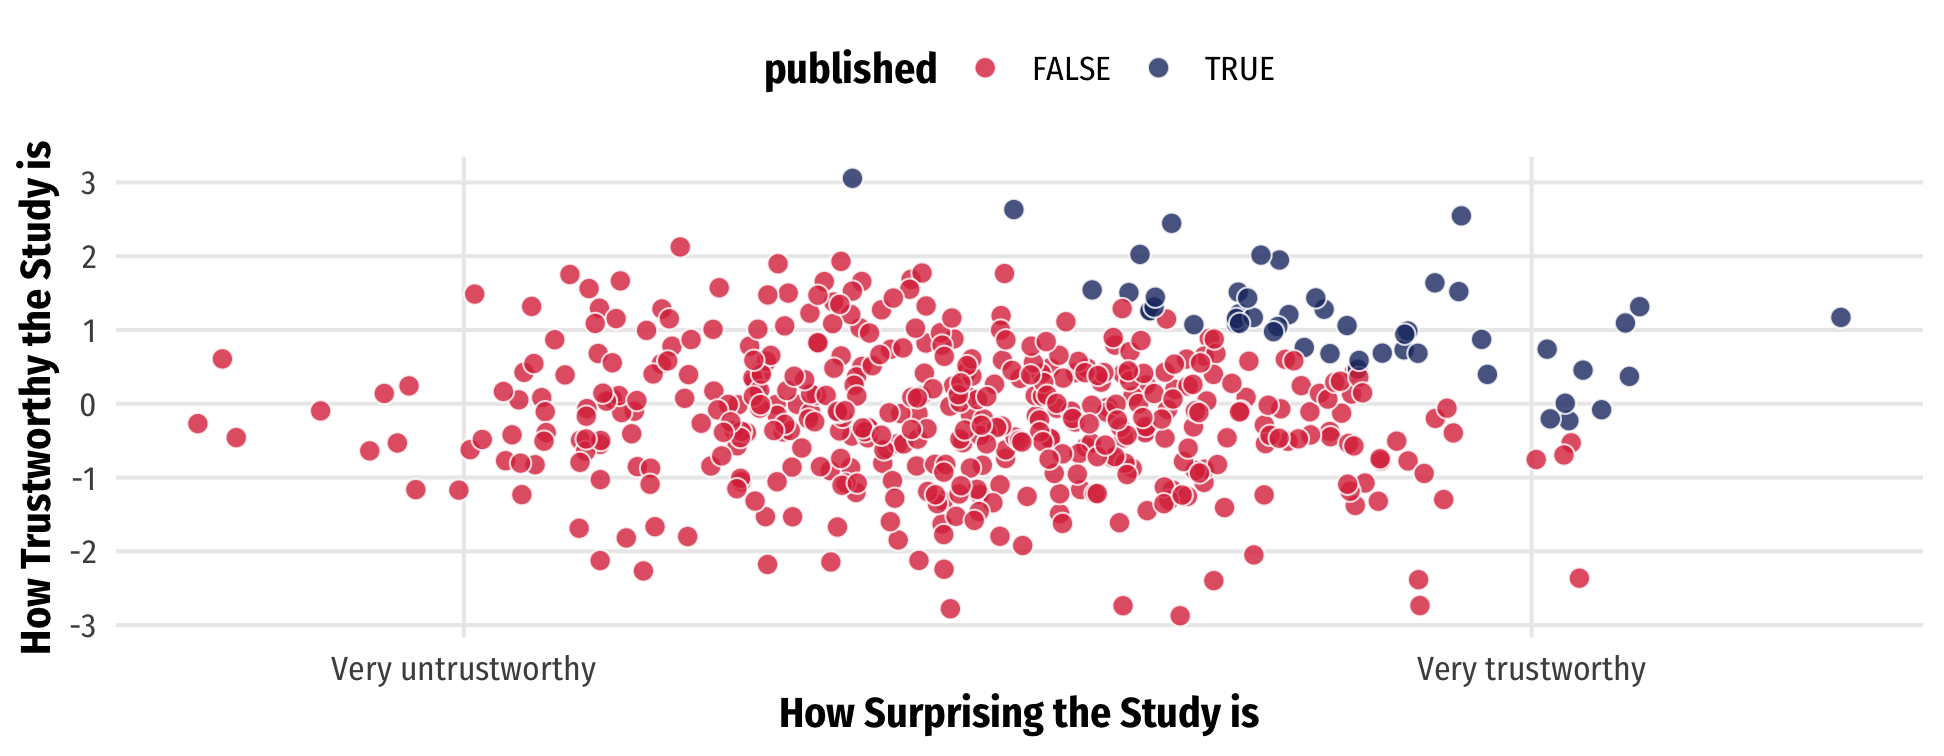 published FALSE TRUE
How Trustworthy the Study is
3
2
1
0
-1
-2
-3
Very untrustworthy Very trustworthy
How Surprising the Study is